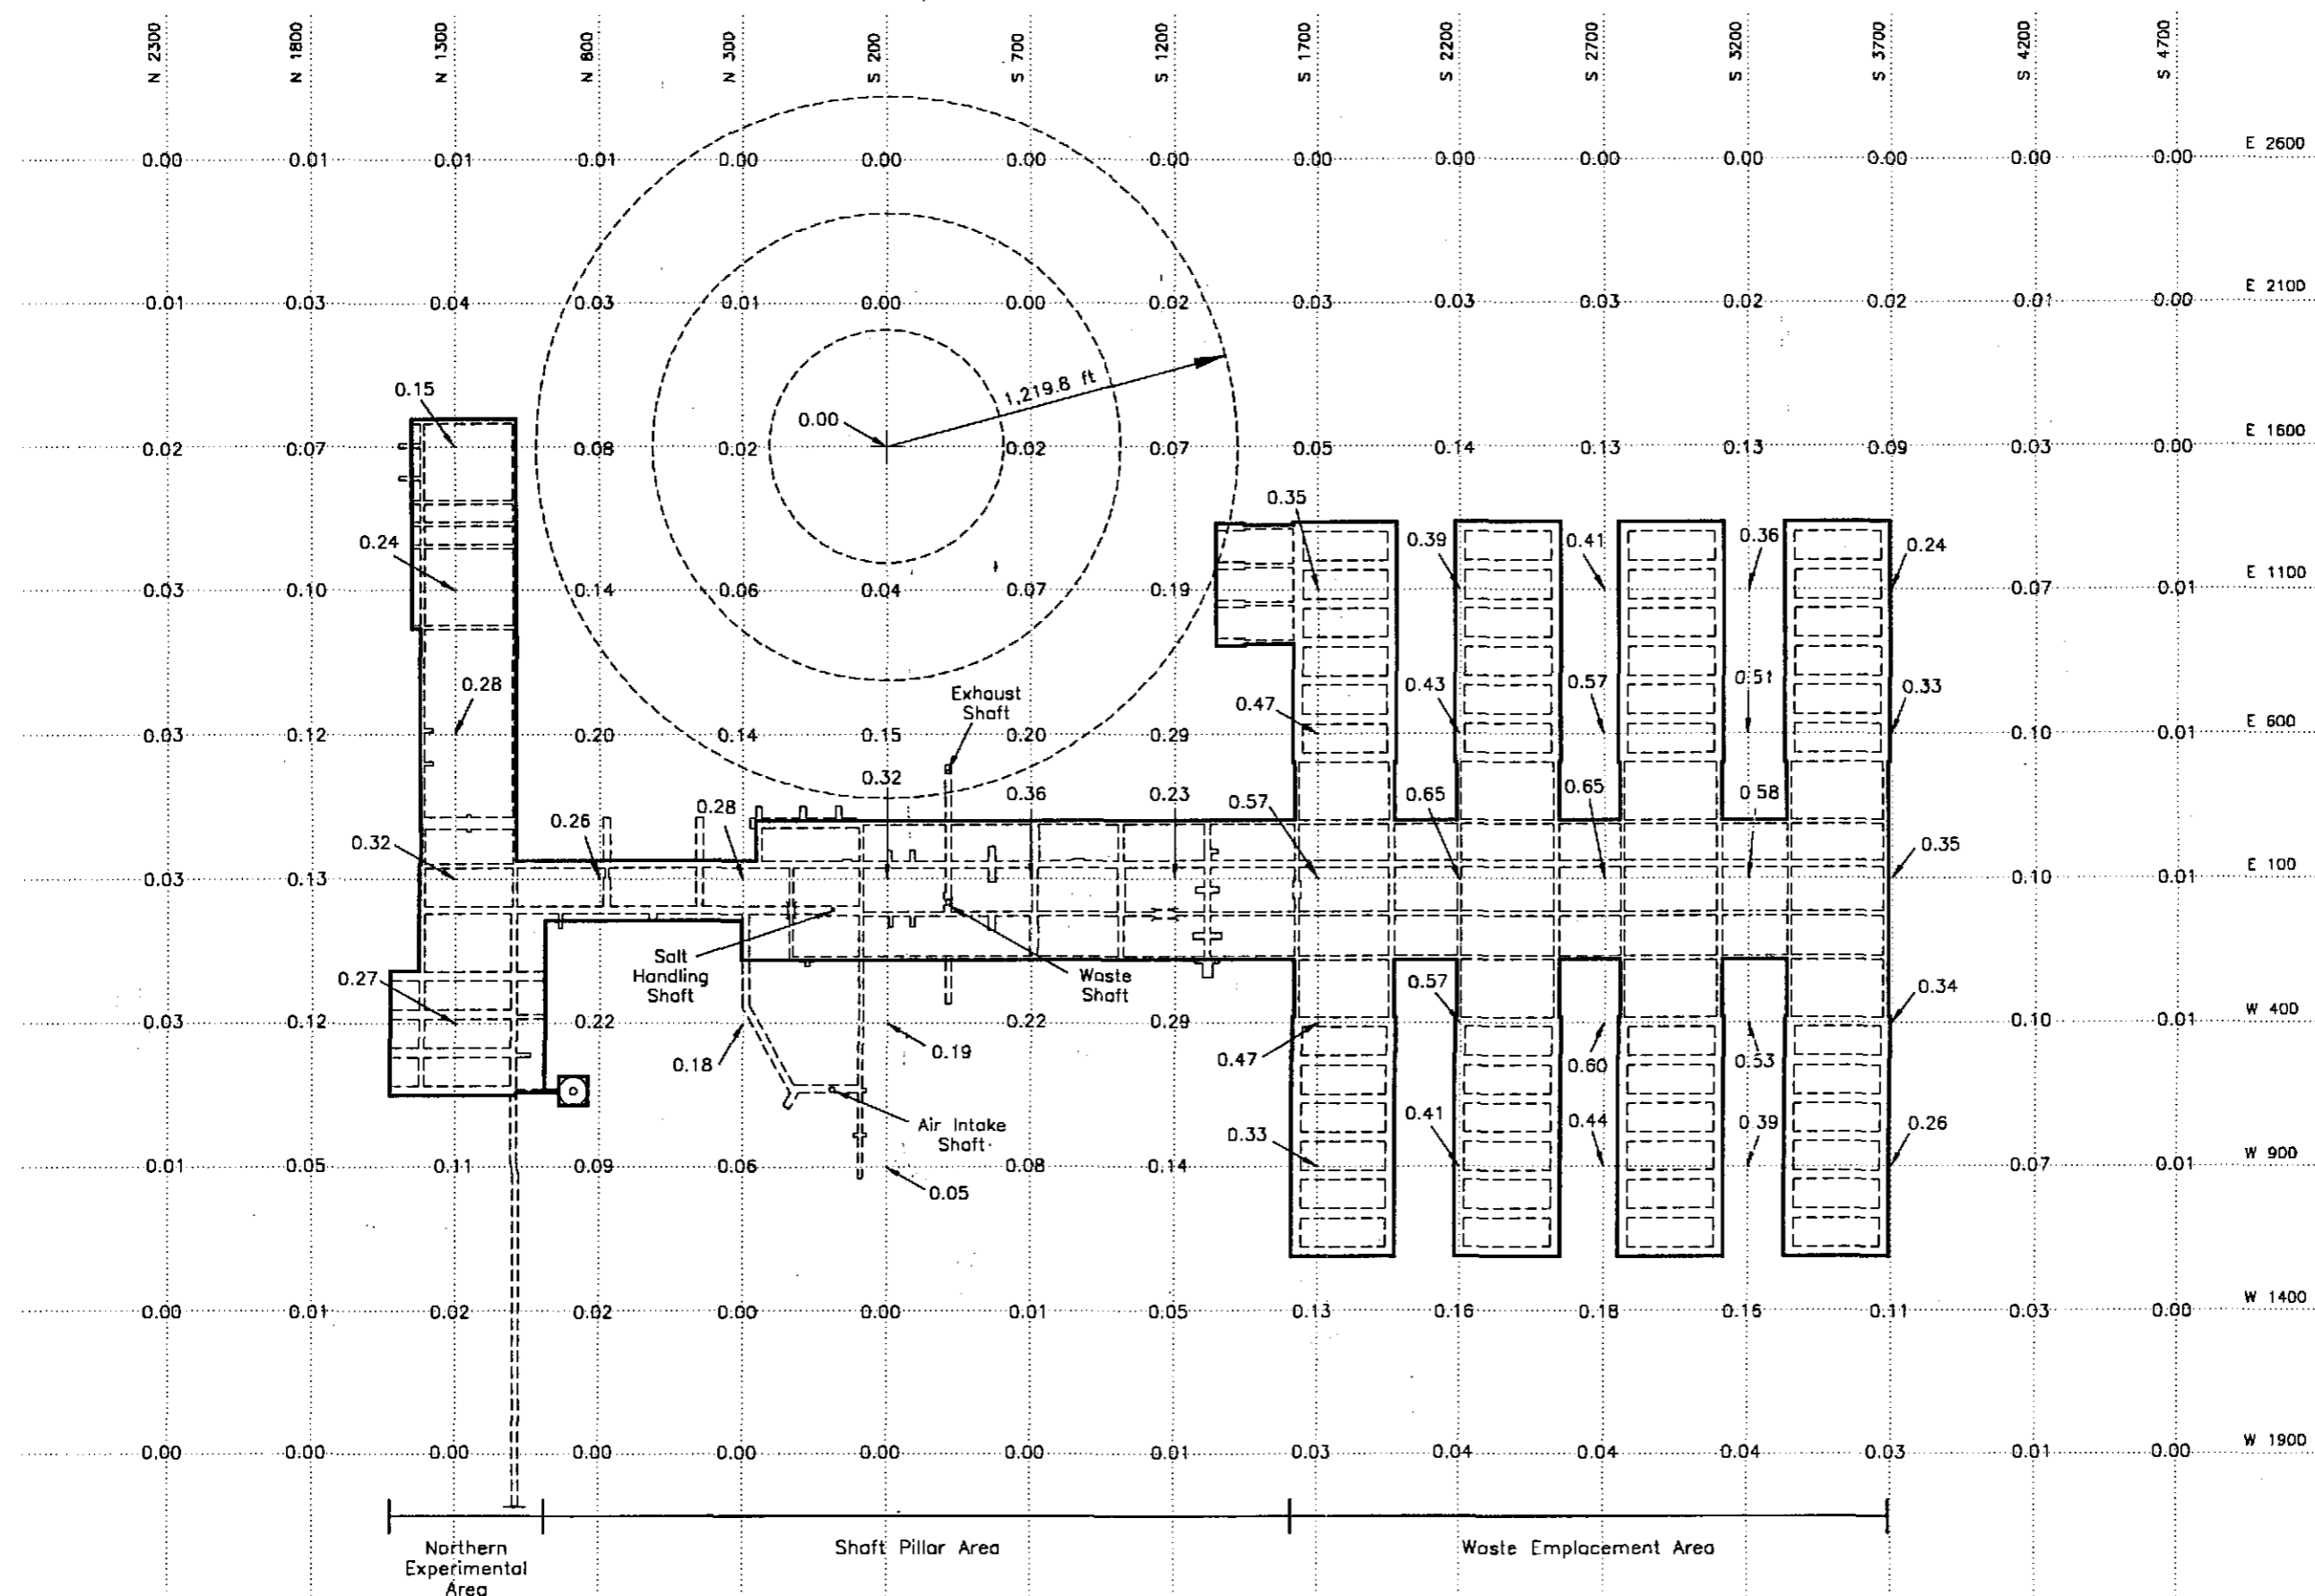 N 2300 N 1800 N 1300 N 800 N 300 S 200 S 700 S 1200 S 1700 S 2200 S 2700 S 3200 S 3700 S 4200 S 4700
0.00 0.01 0.01 0.01 0.00 0.00 0.00 0.00 0.00 0.00 0.00 0.00 0.00 0.00 0.00 E 2600
0.01 0.03 0.04 0.03 0.01 0.00 0.00 0.02 0.03 0.03 0.03 0.02 0.02 0.01 0.00 E 2100
1,219.8 ft
0.15
0.00
0.02 0.07 0.08 0.02 0.02 0.07 0.05 0.14 0.13 0.13 0.09 0.03 0.00 E 1600
0.35
0.24 0.39 0.41 0.36 0.24
0.03 0.10 0.14 0.06 0.04 0.07 0.19 0.07 0.01 E 1100
0.28 0.43 0.57 0.51 0.33
Exhaust
Shaft
0.47
0.03 0.12 0.20 0.14 0.15 0.20 0.29 0.10 0.01 E 600
0.32
0.26 0.28 0.36 0.23 0.57 0.65 0.65 0.58
0.32 0.35
0.03 0.13 0.10 0.01 E 100
Salt
Handling
Shaft
Waste
Shaft
0.27 0.57 0.34
0.03 0.12 0.22 0.22 0.29 0.10 0.01 W 400
0.18 0.19 0.47 0.60 0.53
Air Intake
Shaft
0.33 0.41 0.44 0.39 0.26
0.01 0.05 0.11 0.09 0.06 0.08 0.14 0.07 0.01 W 900
0.05
0.00 0.01 0.02 0.02 0.00 0.00 0.01 0.05 0.13 0.16 0.18 0.15 0.11 0.03 0.00 W 1400
0.00 0.00 0.00 0.00 0.00 0.00 0.00 0.01 0.03 0.04 0.04 0.04 0.03 0.01 0.00 W 1900
Northern
Experimental
Area
Shaft Pillar Area
Waste Emplacement Area